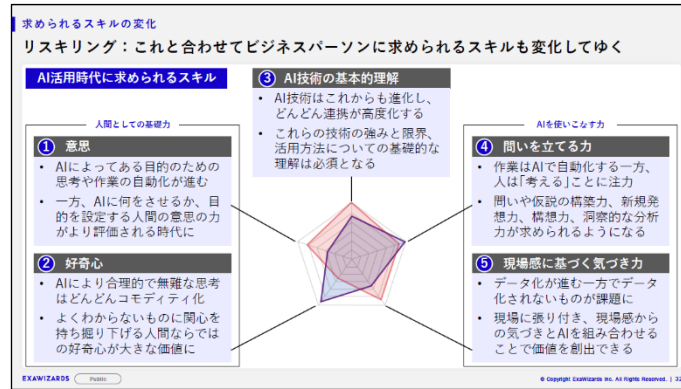 求められるスキルの変化
リスキリング：これと合わせてビジネスパーソンに求められるスキルも変化してゆく
AI活用時代に求められるスキル
人間としての基礎力
① 意思
• AIによってある目的のための
思考や作業の自動化が進む
• 一方、AIに何をさせるか、目
的を設定する人間の意思の力
がより評価される時代に
② 好奇心
• AIにより合理的で無難な思考
はどんどんコモディティ化
• よくわからないものに関心を
持ち掘り下げる人間ならでは
の好奇心が大きな価値に
③ AI技術の基本的理解
• AI技術はこれからも進化し、
どんどん連携が高度化する
• これらの技術の強みと限界、
活用方法についての基礎的な
理解は必須となる
AIを使いこなす力
④ 問いを立てる力
• 作業はAIで自動化する一方、
人は「考える」ことに注力
• 問いや仮説の構築力、新規発
想力、構想力、洞察的な分析
力が求められるようになる
⑤ 現場感に基づく気づき力
• データ化が進む一方でデータ
化されないものが課題に
• 現場に張り付き、現場感から
の気づきとAIを組み合わせる
ことで価値を創出できる
EXAWIZARDS Public
© Copyright ExaWizards Inc. All Rights Reserved. | 32